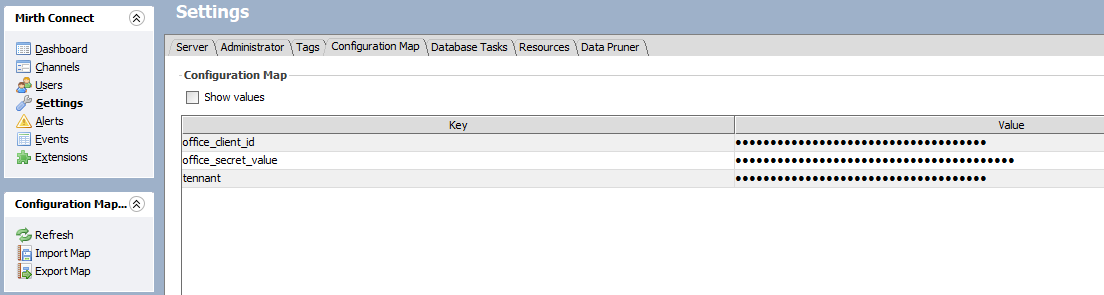 Mirth Connect
Dashboard
Channels
Users
Settings
Alerts
Events
Extensions
Configuration Map...
Refresh
Import Map
Export Map
Settings
Server Administrator Tags Configuration Map Database Tasks Resources Data Pruner
Configuration Map
Show values
Key Value
office_client_id ••••••••••••••••••••••••••••••••••••
office_secret_value ••••••••••••••••••••••••••••••••••••••••
tennant ••••••••••••••••••••••••••••••••••••